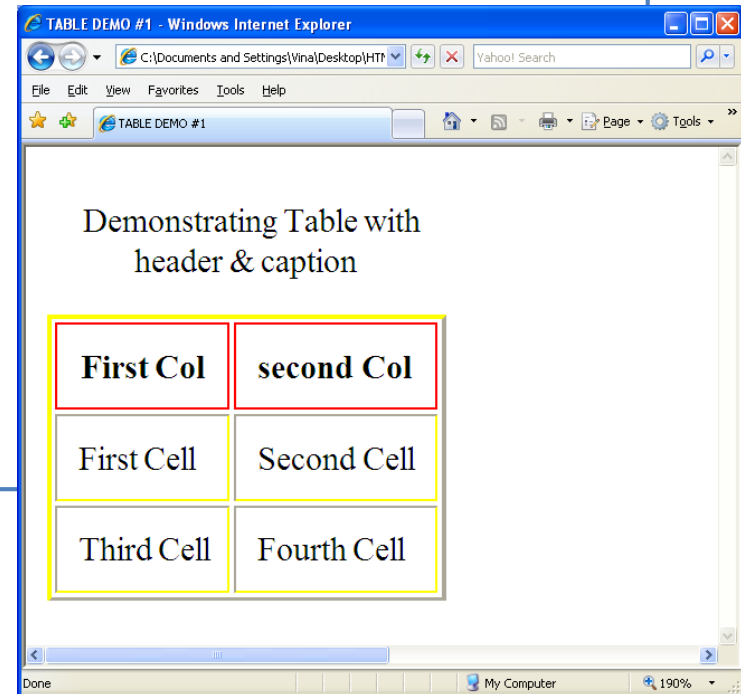 TABLE DEMO #1 - Windows Internet Explorer
C:\Documents and Settings\Vina\Desktop\HTM
Yahoo! Search
File Edit View Favorites Tools Help
TABLE DEMO #1
Page Tools »
Demonstrating Table with
header & caption
First Col second Col
First Cell Second Cell
Third Cell Fourth Cell
Done My Computer 190%